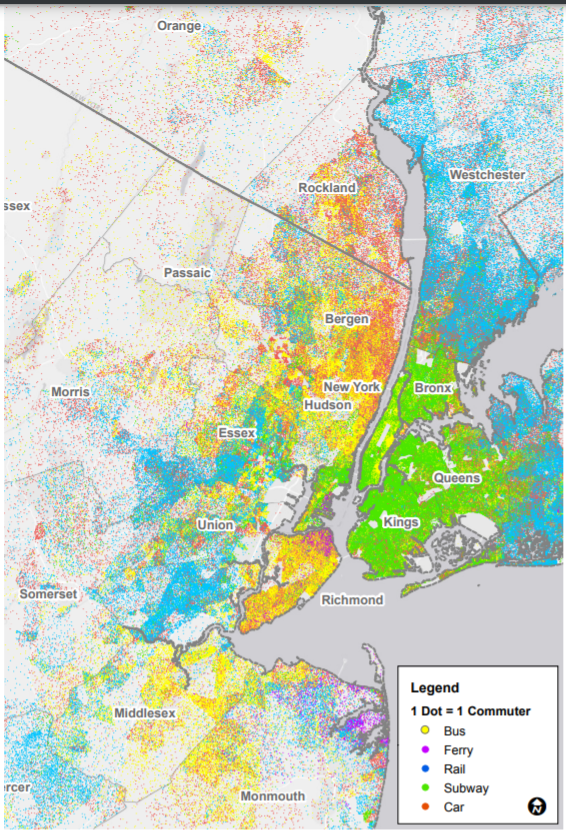 Orange
Westchester
Rockland
ssex
Passaic
Bergen
New York
Bronx
Morris
Hudson
Essex
Queens
Kings
Union
Somerset
Richmond
Legend
1 Dot = 1 Commuter
Bus
Middlesex
Ferry
Rail
Subway
rcer
Monmouth
Car
N